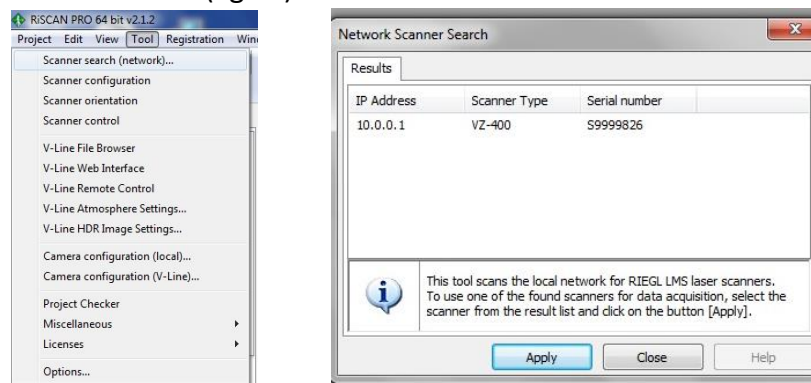 RiSCAN PRO 64 bit v2.1.2
Project Edit View Tool Registration
Scanner search (network)...
Scanner configuration
Scanner orientation
Scanner control
V-Line File Browser
V-Line Web Interface
V-Line Remote Control
V-Line Atmosphere Settings...
V-Line HDR Image Settings...
Camera configuration (local)...
Camera configuration (V-Line)...
Project Checker
Miscellaneous
Licenses
Options...
Network Scanner Search
Results
IP Address Scanner Type Serial number
10.0.0.1 VZ-400 S9999826
This tool scans the local network for RIEGL LMS laser scanners.
To use one of the found scanners for data acquisition, select the
scanner from the result list and click on the button [Apply].
Apply Close Help